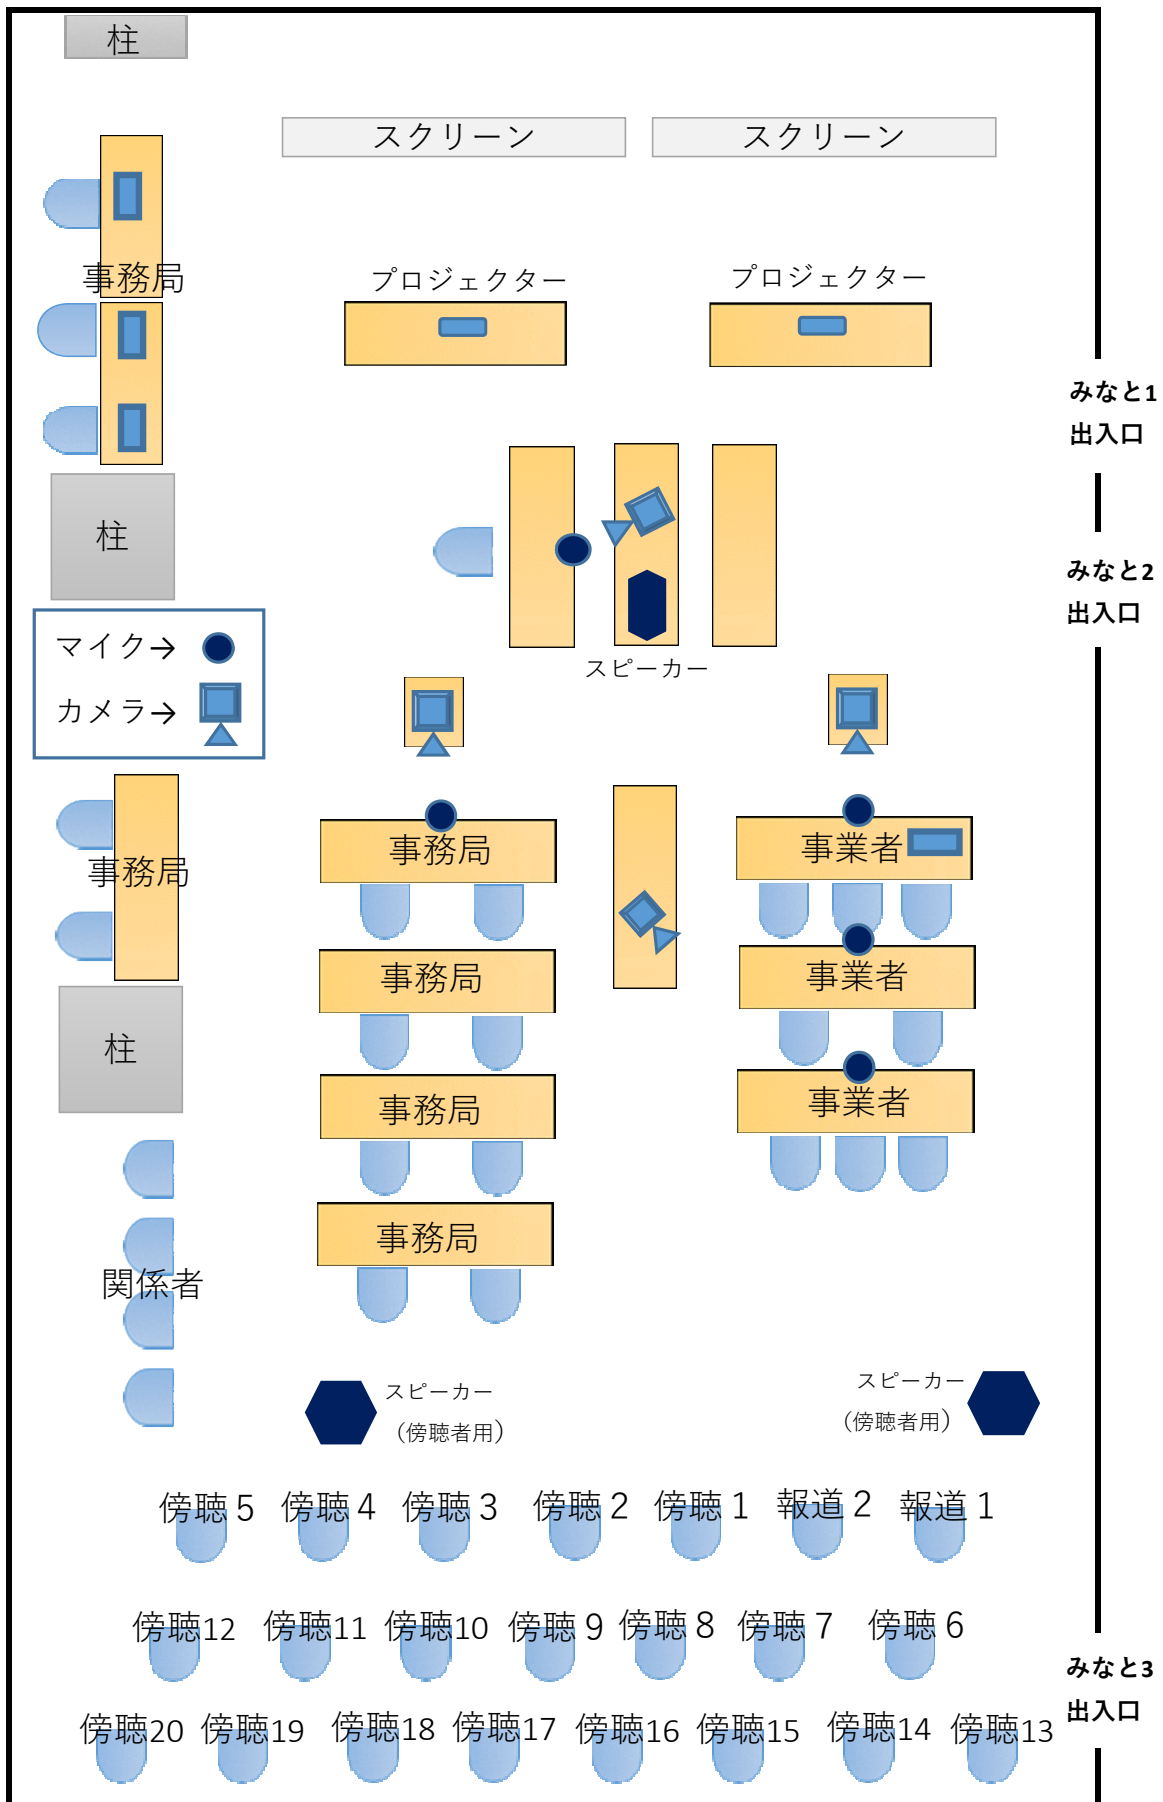 柱
スクリーン
スクリーン
事務局
プロジェクター
プロジェクター
みなと1
出入口
柱
みなと2
出入口
マイク→
カメラ→
スピーカー
事務局
事務局
事業者
事務局
事業者
柱
事務局
事業者
事務局
関係者
スピーカー
(傍聴者用)
スピーカー
(傍聴者用)
傍聴5
傍聴4
傍聴3
傍聴2
傍聴1
報道2
報道1
傍聴12
傍聴11
傍聴10
傍聴9
傍聴8
傍聴7
傍聴6
みなと3
出入口
傍聴20
傍聴19
傍聴18
傍聴17
傍聴16
傍聴15
傍聴14
傍聴13